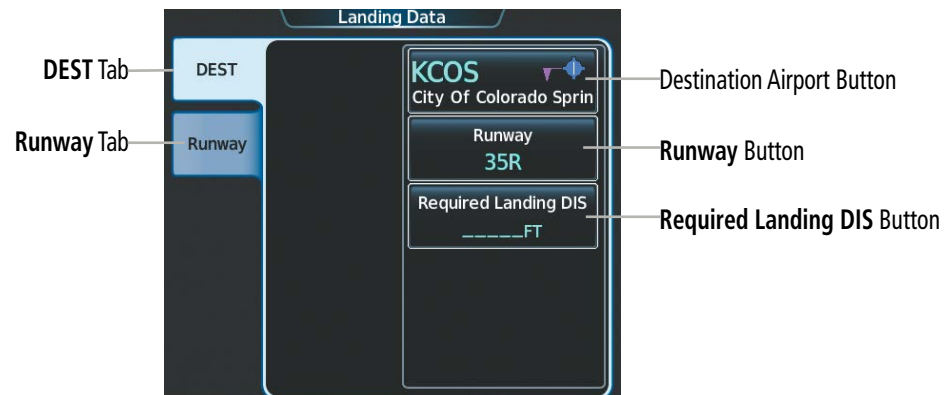 Landing Data
DEST Tab
DEST
KCOS
City Of Colorado Sprin
Destination Airport Button
Runway Tab
Runway
Runway
35R
Runway Button
Required Landing DIS
_____FT
Required Landing DIS Button